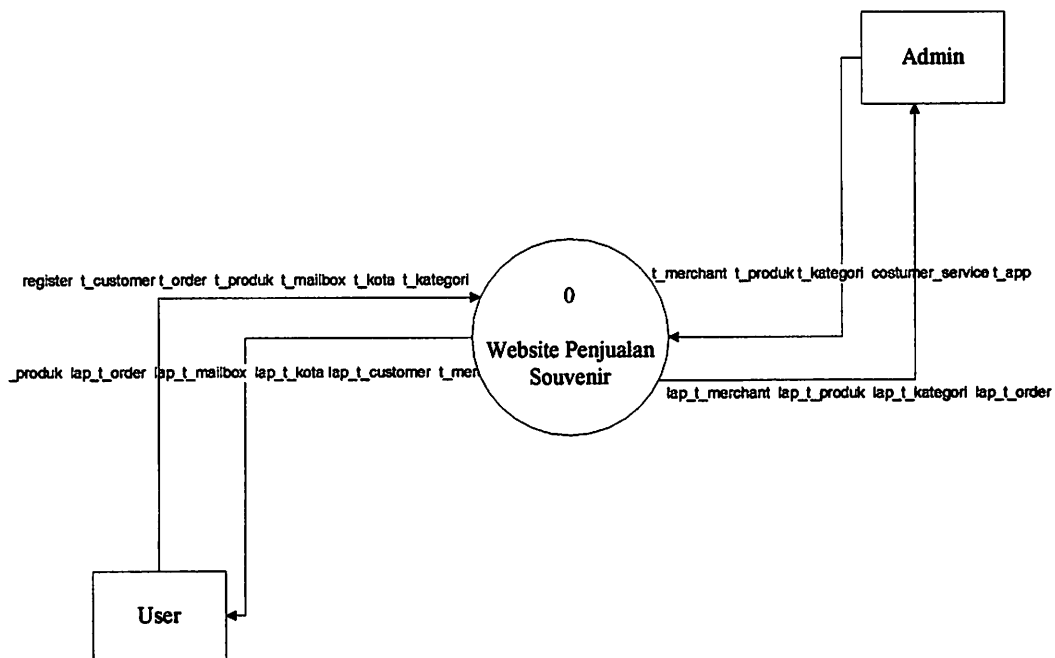 Admin
register t_customer t_order t_produk t_mailbox t_kota t_kategori
t_merchant t_produk t_kategori costumer_service t_app
0
Website Penjualan
Souvenir
_produk lap_t_order lap_t_mailbox lap_t_kota lap_t_customer t_mer
lap_t_merchant lap_t_produk lap_t_kategori lap_t_order
User